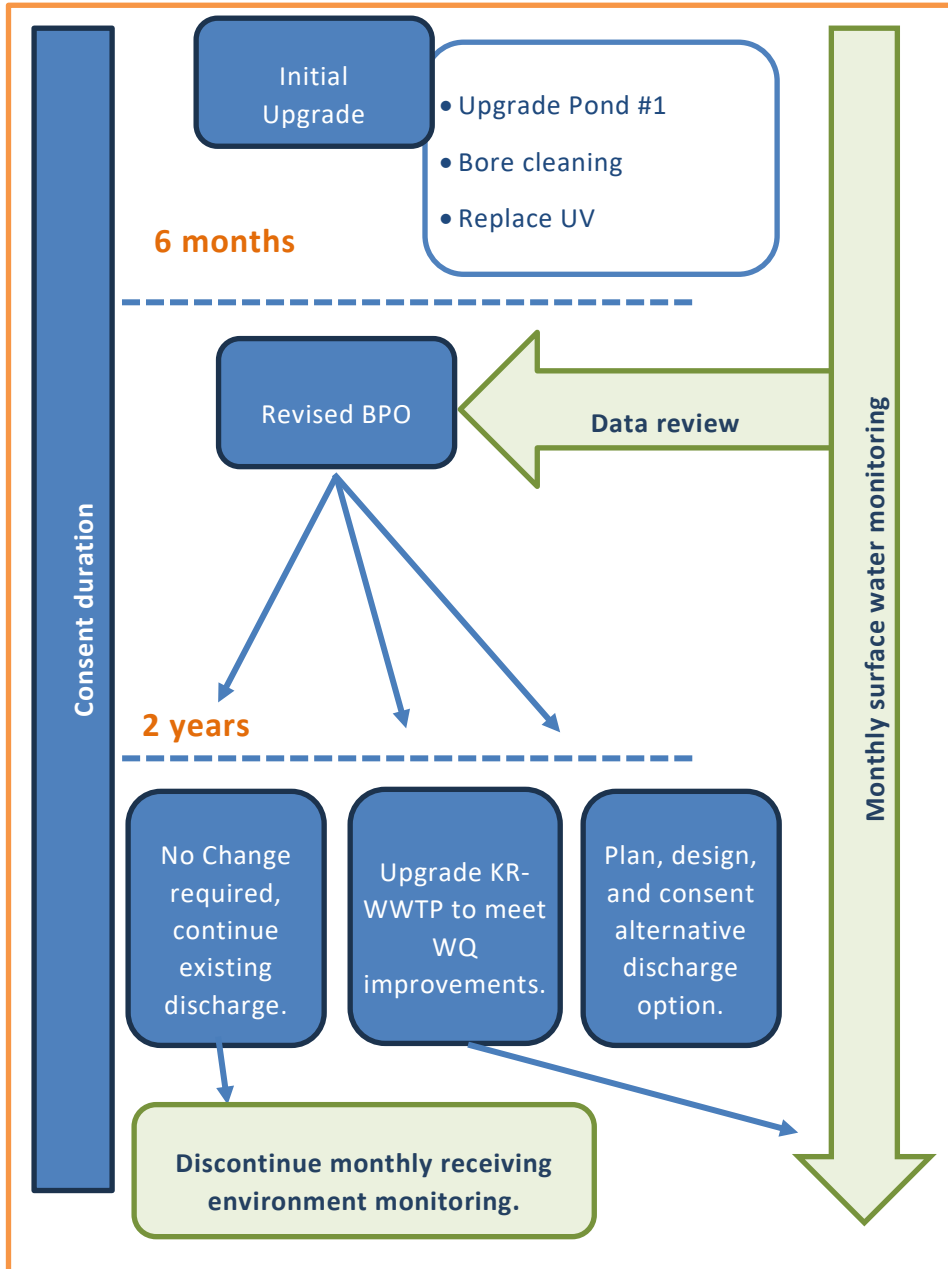 Initial
Upgrade
• Upgrade Pond #1
• Bore cleaning
• Replace UV
6 months
Revised BPO
Data review
Consent duration
Monthly surface water monitoring
2 years
No Change
required,
continue
existing
discharge.
Upgrade KR-
WWTP to meet
WQ
improvements.
Plan, design,
and consent
alternative
discharge
option.
Discontinue monthly receiving
environment monitoring.